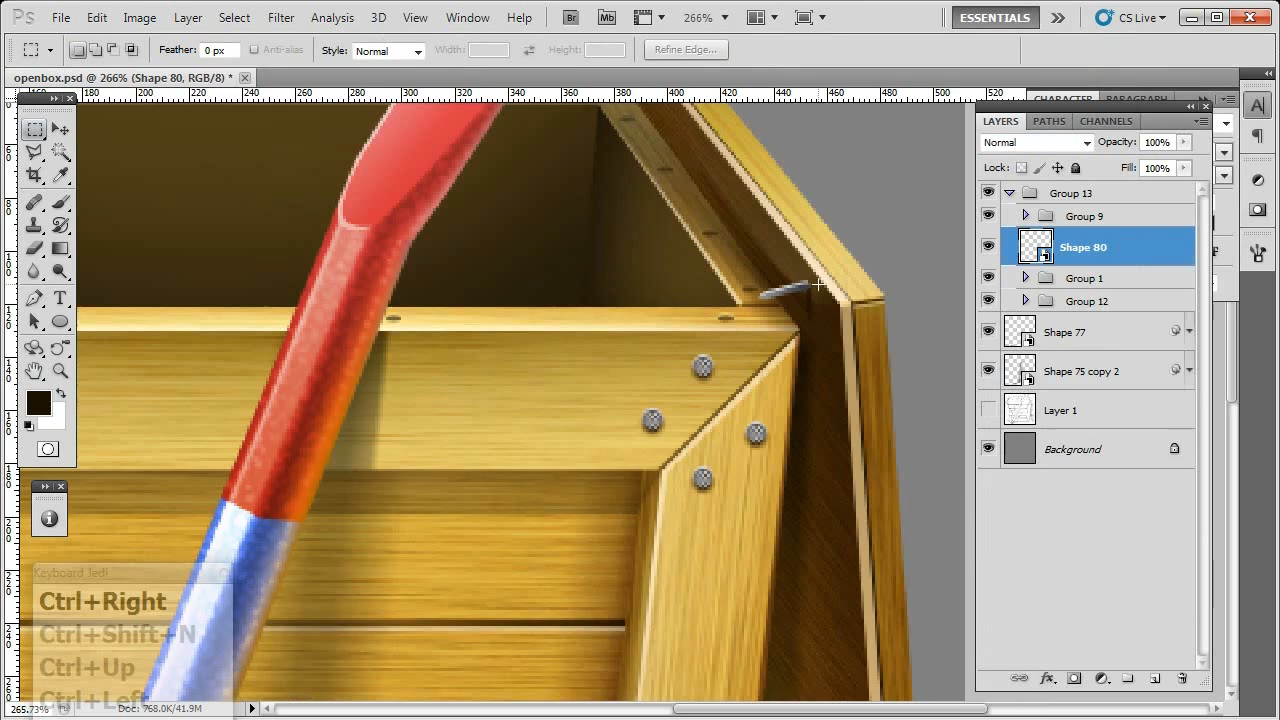 Ps File Edit Image Layer Select Filter Analysis 3D View Window Help Br Mb 266% ESSENTIALS CS Live
Feather: 0 px Anti-alias Style: Normal Width: Height: Refine Edge...
openbox.psd @ 266% (Shape 80, RGB/8) *
180 200 220 240 260 280 300 320 340 360 380 400 420 440 460 480 500 520
CHARACTER PARAGRAPH
LAYERS PATHS CHANNELS
Normal Opacity: 100%
Lock: Fill: 100%
Group 13
Group 9
Shape 80
Group 1
Group 12
Shape 77
Shape 75 copy 2
Layer 1
Background
Keyboard Jedi
Ctrl+Right
Ctrl+Shift+N
Ctrl+Up
Ctrl+Left
265.73% Doc: 768.0K/41.9M